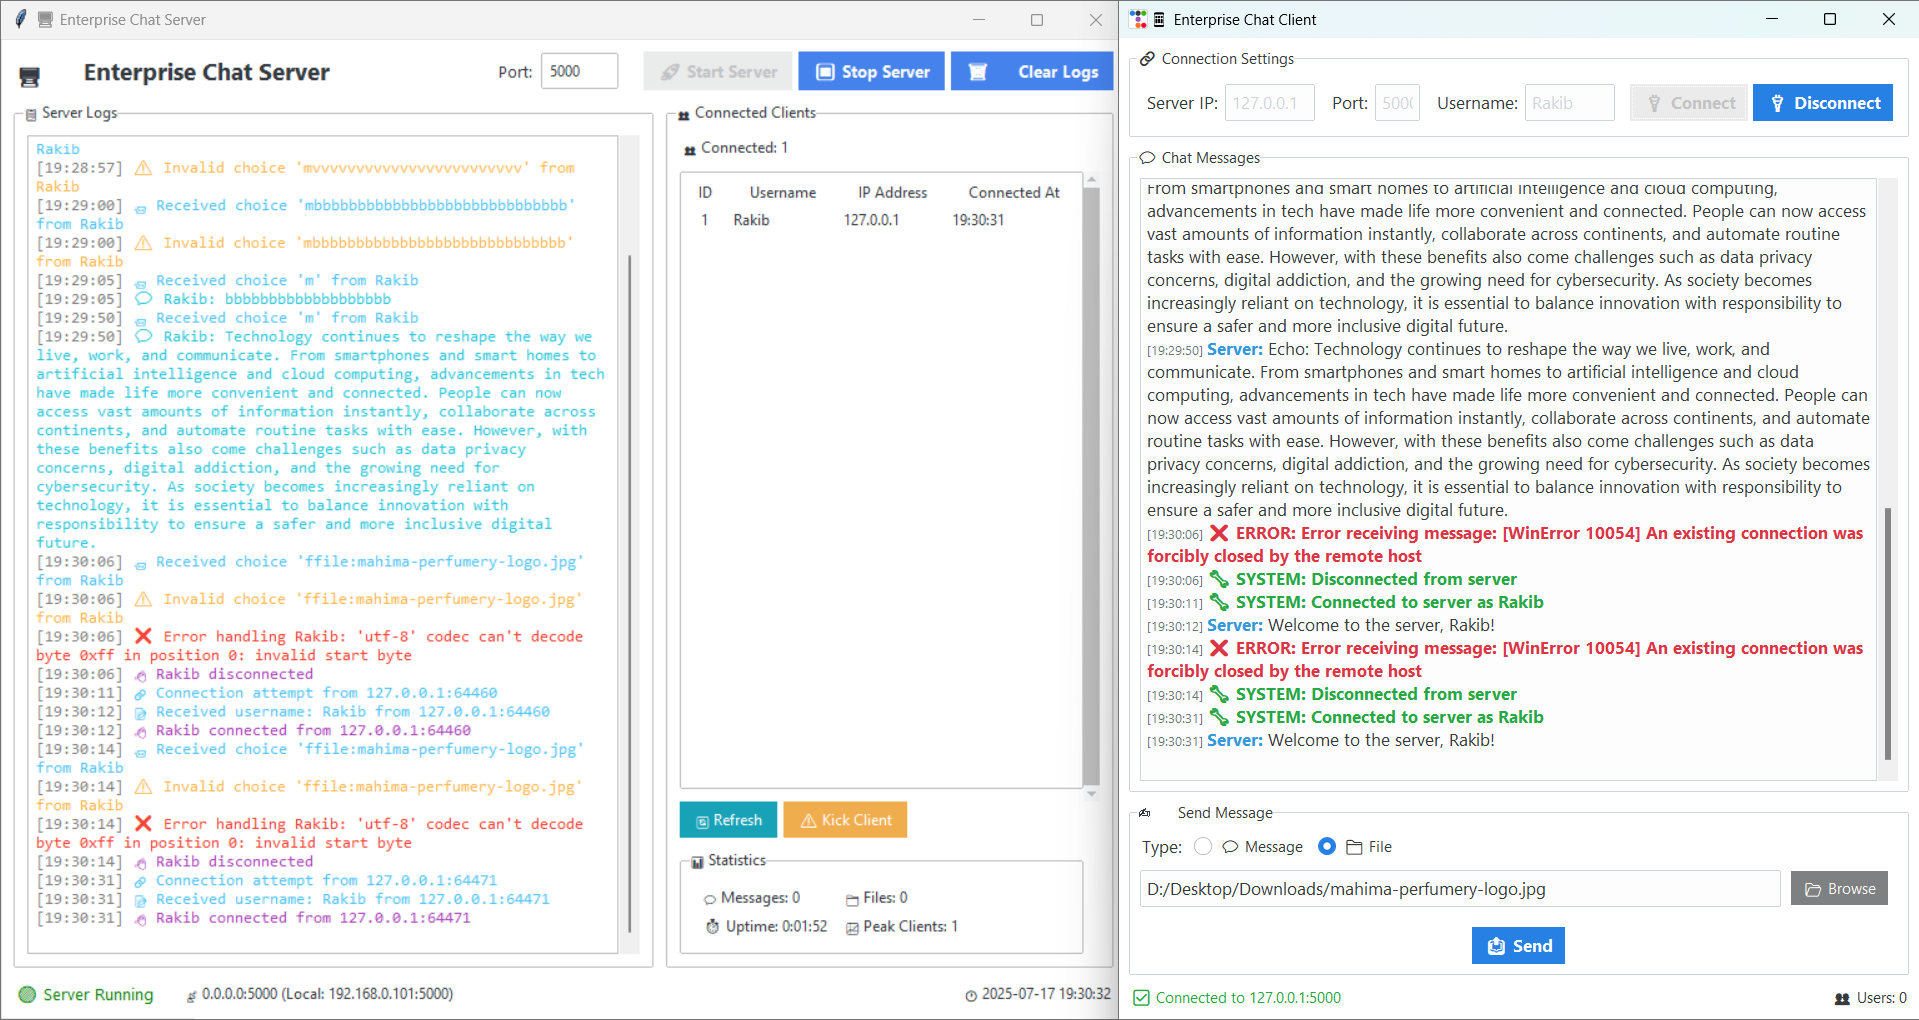 Enterprise Chat Server
Enterprise Chat Server
Port: 5000
Start Server
Stop Server
Clear Logs
Server Logs
Rakib
[19:28:57] Invalid choice 'mvvvvvvvvvvvvvvvvvvvvvvvv' from
Rakib
[19:29:00] Received choice 'mbbbbbbbbbbbbbbbbbbbbbbbbbbbbb'
from Rakib
[19:29:00] Invalid choice 'mbbbbbbbbbbbbbbbbbbbbbbbbbbbbb'
from Rakib
[19:29:05] Received choice 'm' from Rakib
[19:29:05] Rakib: bbbbbbbbbbbbbbbbbbb
[19:29:50] Received choice 'm' from Rakib
[19:29:50] Rakib: Technology continues to reshape the way we
live, work, and communicate. From smartphones and smart homes to
artificial intelligence and cloud computing, advancements in tech
have made life more convenient and connected. People can now
access vast amounts of information instantly, collaborate across
continents, and automate routine tasks with ease. However, with
these benefits also come challenges such as data privacy
concerns, digital addiction, and the growing need for
cybersecurity. As society becomes increasingly reliant on
technology, it is essential to balance innovation with
responsibility to ensure a safer and more inclusive digital
future.
[19:30:06] Received choice 'ffile:mahima-perfumery-logo.jpg'
from Rakib
[19:30:06] Invalid choice 'ffile:mahima-perfumery-logo.jpg'
from Rakib
[19:30:06] Error handling Rakib: 'utf-8' codec can't decode
byte 0xff in position 0: invalid start byte
[19:30:06] Rakib disconnected
[19:30:11] Connection attempt from 127.0.0.1:64460
[19:30:12] Received username: Rakib from 127.0.0.1:64460
[19:30:12] Rakib connected from 127.0.0.1:64460
[19:30:14] Received choice 'ffile:mahima-perfumery-logo.jpg'
from Rakib
[19:30:14] Invalid choice 'ffile:mahima-perfumery-logo.jpg'
from Rakib
[19:30:14] Error handling Rakib: 'utf-8' codec can't decode
byte 0xff in position 0: invalid start byte
[19:30:14] Rakib disconnected
[19:30:31] Connection attempt from 127.0.0.1:64471
[19:30:31] Received username: Rakib from 127.0.0.1:64471
[19:30:31] Rakib connected from 127.0.0.1:64471
Connected Clients
Connected: 1
ID Username IP Address Connected At
1 Rakib 127.0.0.1 19:30:31
Refresh
Kick Client
Statistics
Messages: 0 Files: 0
Uptime: 0:01:52 Peak Clients: 1
Server Running 0.0.0.0:5000 (Local: 192.168.0.101:5000) 2025-07-17 19:30:32
Enterprise Chat Client
Connection Settings
Server IP: 127.0.0.1 Port: 5000 Username: Rakib Connect Disconnect
Chat Messages
From smartphones and smart homes to artificial intelligence and cloud computing,
advancements in tech have made life more convenient and connected. People can now access
vast amounts of information instantly, collaborate across continents, and automate routine
tasks with ease. However, with these benefits also come challenges such as data privacy
concerns, digital addiction, and the growing need for cybersecurity. As society becomes
increasingly reliant on technology, it is essential to balance innovation with responsibility to
ensure a safer and more inclusive digital future.
[19:29:50] Server: Echo: Technology continues to reshape the way we live, work, and
communicate. From smartphones and smart homes to artificial intelligence and cloud
computing, advancements in tech have made life more convenient and connected. People can
now access vast amounts of information instantly, collaborate across continents, and automate
routine tasks with ease. However, with these benefits also come challenges such as data
privacy concerns, digital addiction, and the growing need for cybersecurity. As society becomes
increasingly reliant on technology, it is essential to balance innovation with responsibility to
ensure a safer and more inclusive digital future.
[19:30:06] ERROR: Error receiving message: [WinError 10054] An existing connection was
forcibly closed by the remote host
[19:30:06] SYSTEM: Disconnected from server
[19:30:11] SYSTEM: Connected to server as Rakib
[19:30:12] Server: Welcome to the server, Rakib!
[19:30:14] ERROR: Error receiving message: [WinError 10054] An existing connection was
forcibly closed by the remote host
[19:30:14] SYSTEM: Disconnected from server
[19:30:31] SYSTEM: Connected to server as Rakib
[19:30:31] Server: Welcome to the server, Rakib!
Send Message
Type: Message File
D:/Desktop/Downloads/mahima-perfumery-logo.jpg
Browse
Send
Connected to 127.0.0.1:5000
Users: 0